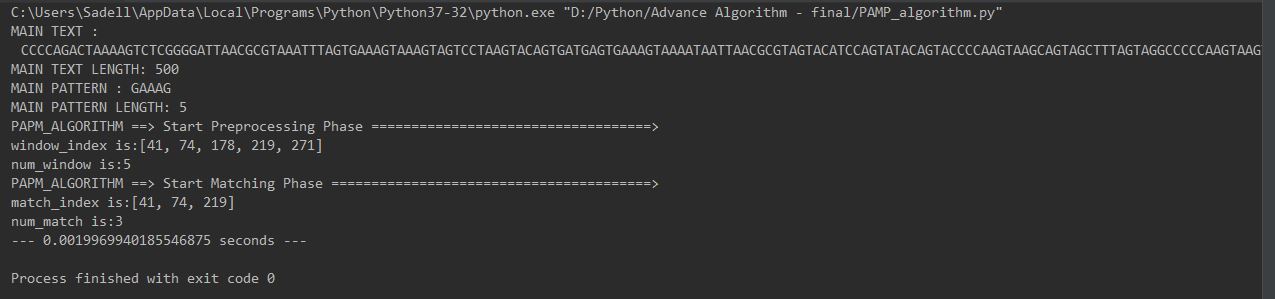 C:\Users\Sadell\AppData\Local\Programs\Python\Python37-32\python.exe "D:/Python/Advance Algorithm - final/PAMP_algorithm.py"
MAIN TEXT :
CCCCAGACTAAAAGTCTCGGGGATTAACGCGTAAATTTAGTGAAAGTAAAGTAGTCCTAAGTACAGTGATGAGTGAAAGTAAAATAATTAACGCGTAGTACATCCAGTATACAGTACCCCAAGTAAGCAGTAGCTTTAGTAGGCCCCCAAGTAAG
MAIN TEXT LENGTH: 500
MAIN PATTERN : GAAAG
MAIN PATTERN LENGTH: 5
PAPM_ALGORITHM ==> Start Preprocessing Phase ===================================>
window_index is:[41, 74, 178, 219, 271]
num_window is:5
PAPM_ALGORITHM ==> Start Matching Phase ========================================>
match_index is:[41, 74, 219]
num_match is:3
--- 0.0019969940185546875 seconds ---
Process finished with exit code 0